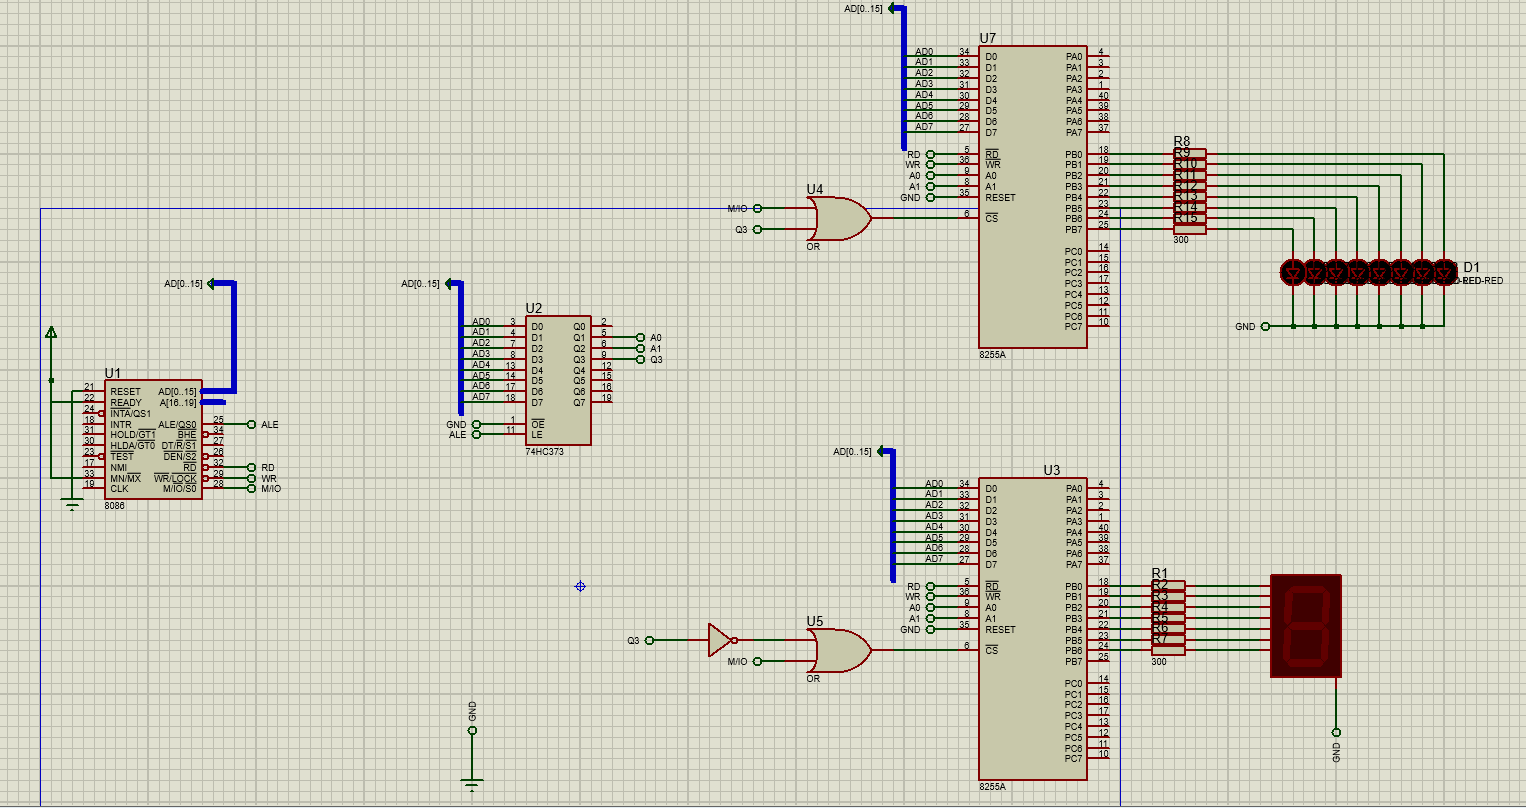 AD[0..15]
U7
AD0 34 D0 PA0 4
AD1 33 D1 PA1 3
AD2 32 D2 PA2 2
AD3 31 D3 PA3 1
AD4 30 D4 PA4 40
AD5 29 D5 PA5 39
AD6 28 D6 PA6 38
AD7 27 D7 PA7 37
RD 5 RD PB0 18
WR 36 WR PB1 19
A0 9 A0 PB2 20
A1 8 A1 PB3 21
GND 35 RESET PB4 22
PB5 23
6 CS PB6 24
PB7 25
PC0 14
PC1 15
PC2 16
PC3 17
PC4 13
PC5 12
PC6 11
PC7 10
8255A
R8
R9
R10
R11
R12
R13
R14
R15
300
D1
GND
U4
M/IO
Q3
OR
AD[0..15]
U1
21 RESET AD[0..15]
22 READY A[16..19]
24 INTA/QS1
18 INTR ALE/QS0 25 ALE
31 HOLD/GT1 BHE 34
30 HLDA/GT0 DT/R/S1 27
23 TEST DEN/S2 26
17 NMI RD 32 RD
33 MN/MX WR/LOCK 29 WR
19 CLK M/IO/S0 28 M/IO
8086
AD[0..15]
U2
AD0 3 D0 Q0 2
AD1 4 D1 Q1 5 A0
AD2 7 D2 Q2 6 A1
AD3 8 D3 Q3 9 Q3
AD4 13 D4 Q4 12
AD5 14 D5 Q5 15
AD6 17 D6 Q6 16
AD7 18 D7 Q7 19
GND 1 OE
ALE 11 LE
74HC373
AD[0..15]
U3
AD0 34 D0 PA0 4
AD1 33 D1 PA1 3
AD2 32 D2 PA2 2
AD3 31 D3 PA3 1
AD4 30 D4 PA4 40
AD5 29 D5 PA5 39
AD6 28 D6 PA6 38
AD7 27 D7 PA7 37
RD 5 RD PB0 18
WR 36 WR PB1 19
A0 9 A0 PB2 20
A1 8 A1 PB3 21
GND 35 RESET PB4 22
PB5 23
6 CS PB6 24
PB7 25
PC0 14
PC1 15
PC2 16
PC3 17
PC4 13
PC5 12
PC6 11
PC7 10
8255A
R1
R2
R3
R4
R5
R6
R7
300
U5
Q3
M/IO
OR
GND
GND